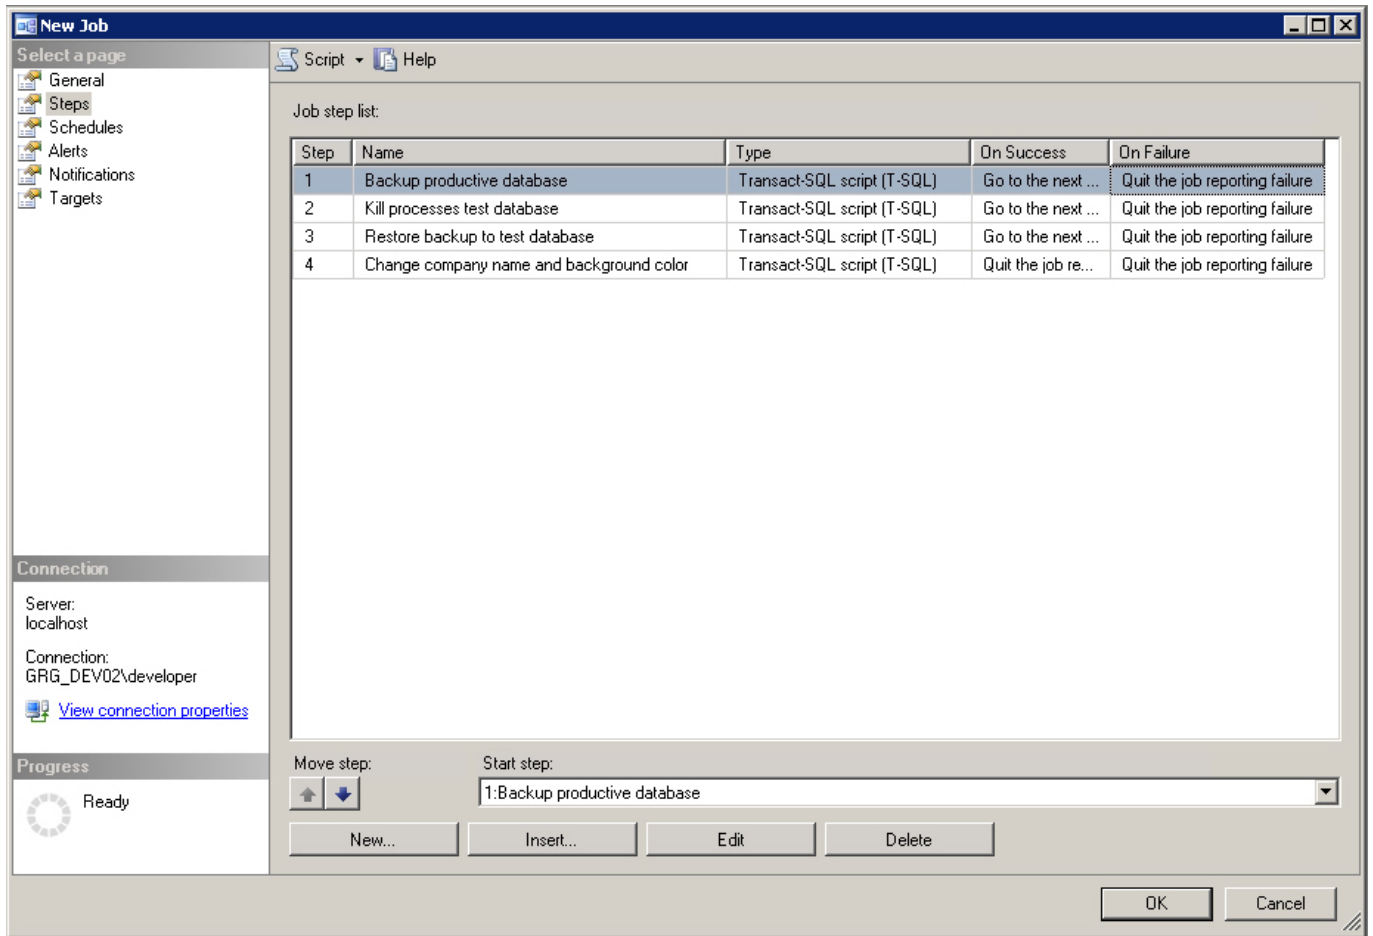 New Job
Select a page
General
Steps
Schedules
Alerts
Notifications
Targets
Script Help
Job step list:
Step Name Type On Success On Failure
1 Backup productive database Transact-SQL script (T-SQL) Go to the next ... Quit the job reporting failure
2 Kill processes test database Transact-SQL script (T-SQL) Go to the next ... Quit the job reporting failure
3 Restore backup to test database Transact-SQL script (T-SQL) Go to the next ... Quit the job reporting failure
4 Change company name and background color Transact-SQL script (T-SQL) Quit the job re... Quit the job reporting failure
Connection
Server:
localhost
Connection:
GRG_DEV02\developer
View connection properties
Progress
Ready
Move step: Start step:
1:Backup productive database
New... Insert... Edit Delete
OK Cancel